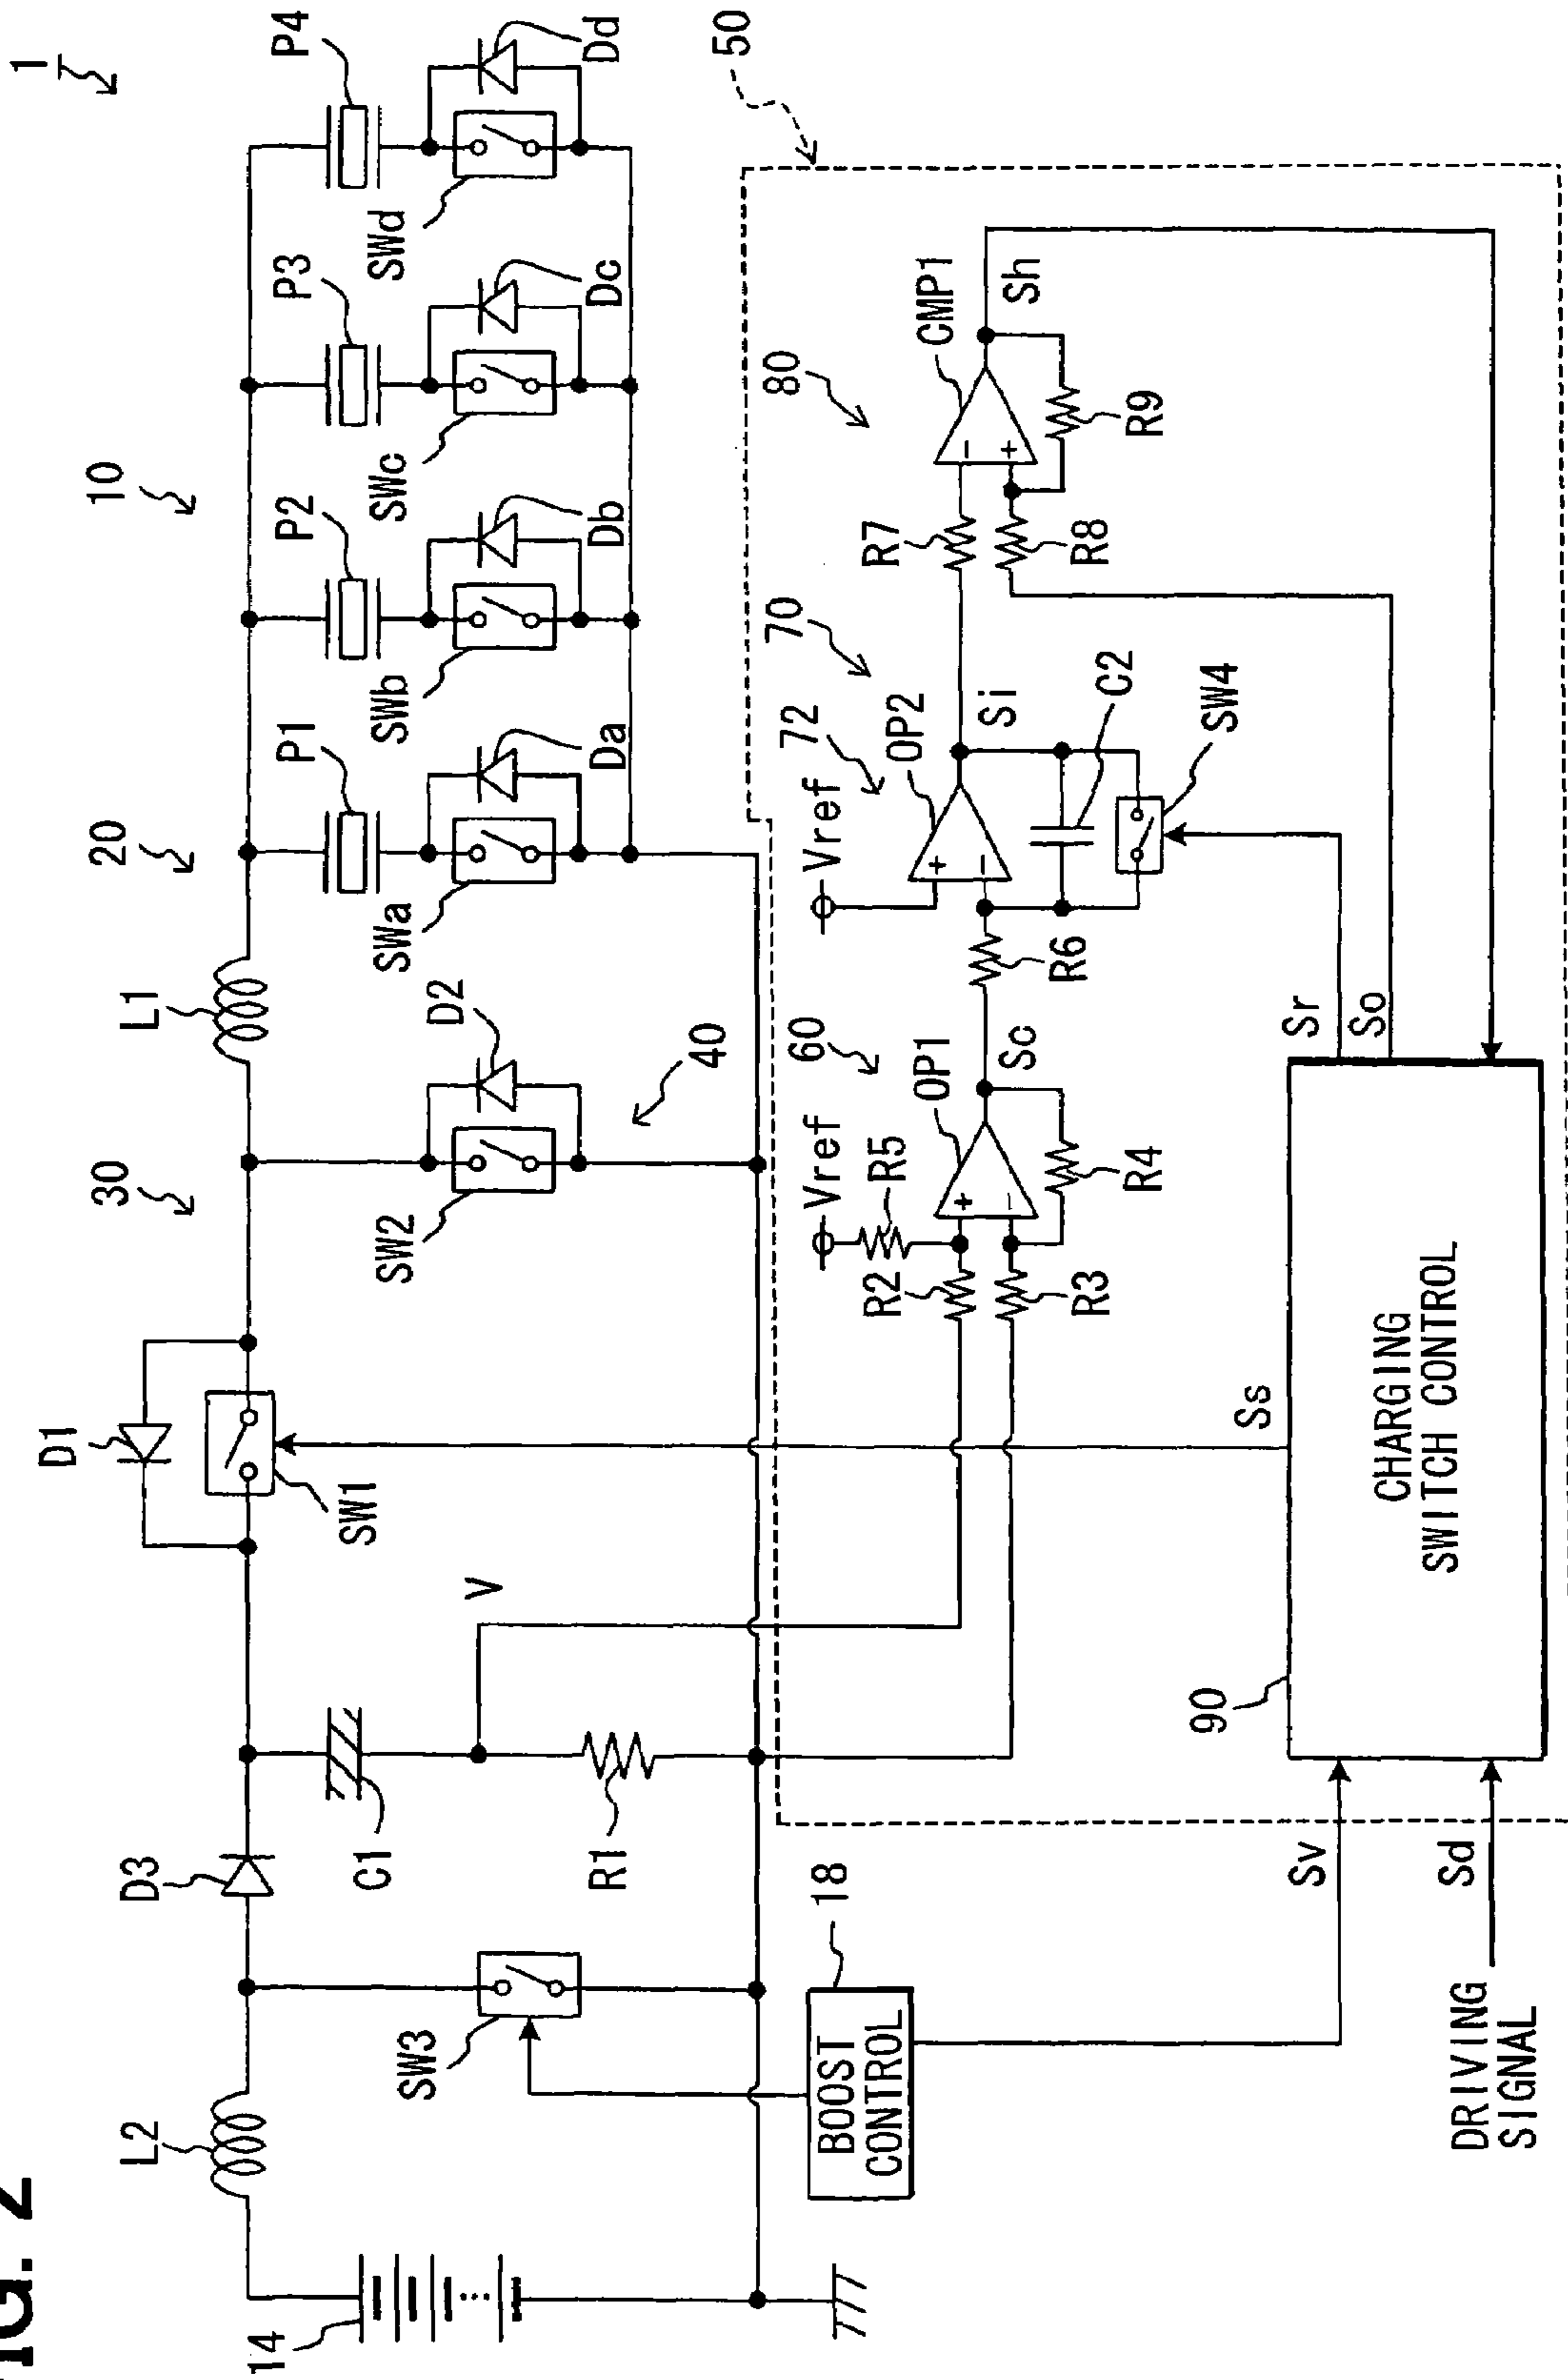 FIG. 2
1
10
20
30
40
50
P1
P2
P3
P4
Da
Db
Dc
Dd
SWa
SWb
SWc
SWd
L1
D2
SW2
D1
SW1
V
D3
C1
R1
L2
SW3
14
18
BOOST
CONTROL
60
Vref
R5
R2
R3
OP1
+
−
R4
Sc
R6
70
72
Vref
OP2
+
−
Si
C2
SW4
80
R7
R8
CMP1
−
+
R9
Sh
Ss
Sr
So
90
CHARGING
SWITCH CONTROL
Sv
Sd
DRIVING
SIGNAL